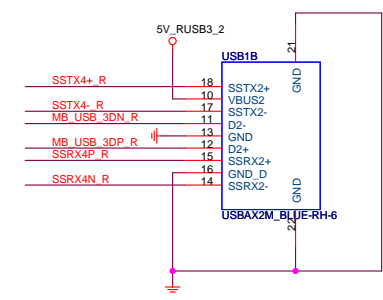 5V_RUSB3_2
USB1B
21
GND
SSTX4+_R
18
SSTX2+
10
VBUS2
SSTX4-_R
17
SSTX2-
MB_USB_3DN_R
11
D2-
13
GND
MB_USB_3DP_R
12
D2+
SSRX4P_R
15
SSRX2+
16
GND_D
SSRX4N_R
14
SSRX2-
GND
USBAX2M_BLUE-RH-6
22